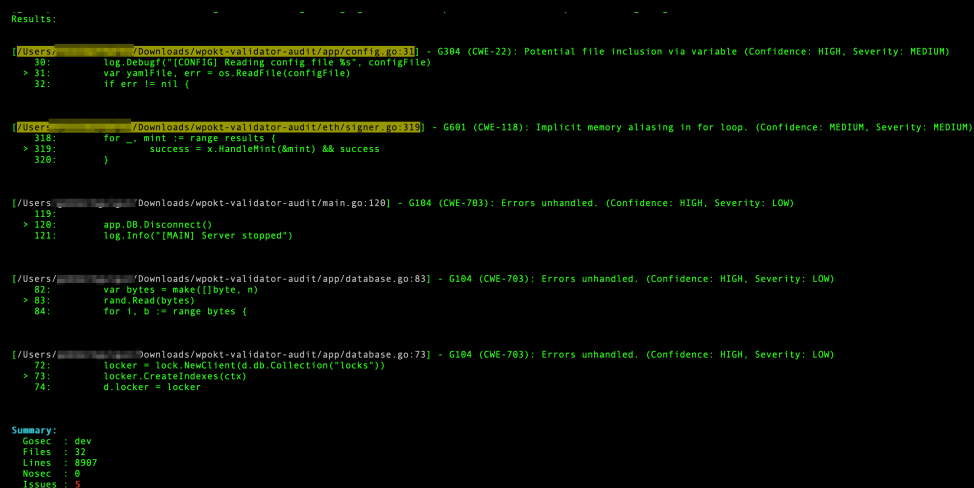 Results:
[/Users/ /Downloads/wpokt-validator-audit/app/config.go:31] - G304 (CWE-22): Potential file inclusion via variable (Confidence: HIGH, Severity: MEDIUM)
30: log.Debugf("[CONFIG] Reading config file %s", configFile)
> 31: var yamlFile, err = os.ReadFile(configFile)
32: if err != nil {
[/Users /Downloads/wpokt-validator-audit/eth/signer.go:319] - G601 (CWE-118): Implicit memory aliasing in for loop. (Confidence: MEDIUM, Severity: MEDIUM)
318: for _, mint := range results {
> 319: success = x.HandleMint(&mint) && success
320: }
[/Users /Downloads/wpokt-validator-audit/main.go:120] - G104 (CWE-703): Errors unhandled. (Confidence: HIGH, Severity: LOW)
119:
> 120: app.DB.Disconnect()
121: log.Info("[MAIN] Server stopped")
[/Users/ /Downloads/wpokt-validator-audit/app/database.go:83] - G104 (CWE-703): Errors unhandled. (Confidence: HIGH, Severity: LOW)
82: var bytes = make([]byte, n)
> 83: rand.Read(bytes)
84: for i, b := range bytes {
[/Users/ Downloads/wpokt-validator-audit/app/database.go:73] - G104 (CWE-703): Errors unhandled. (Confidence: HIGH, Severity: LOW)
72: locker = lock.NewClient(d.db.Collection("locks"))
> 73: locker.CreateIndexes(ctx)
74: d.locker = locker
Summary:
Gosec : dev
Files : 32
Lines : 8907
Nosec : 0
Issues : 5